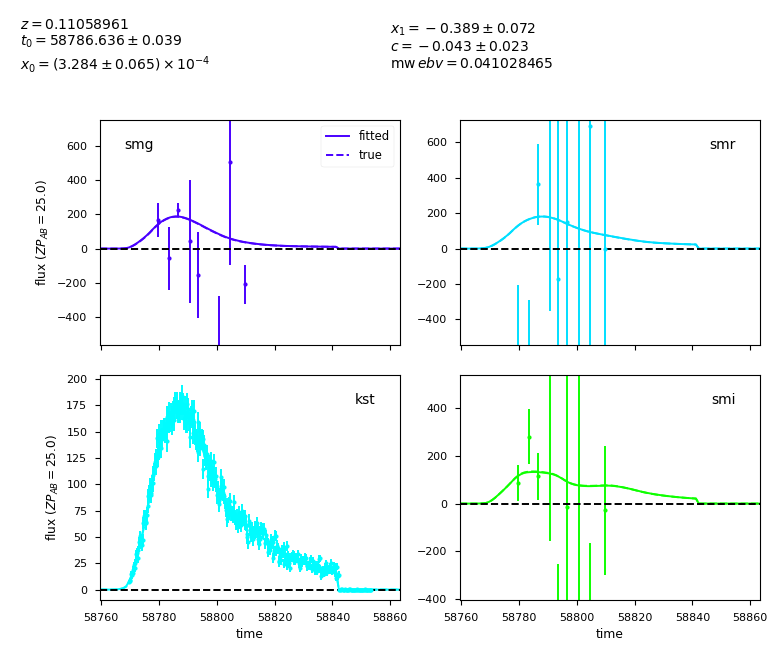 z = 0.11058961
t₀ = 58786.636 ± 0.039
x₀ = (3.284 ± 0.065) × 10⁻⁴
x₁ = −0.389 ± 0.072
c = −0.043 ± 0.023
mw ebv = 0.041028465
smg
fitted
true
600
400
200
0
−200
−400
flux (ZP_AB = 25.0)
smr
600
400
200
0
−200
−400
kst
200
175
150
125
100
75
50
25
0
flux (ZP_AB = 25.0)
58760 58780 58800 58820 58840 58860
time
smi
400
200
0
−200
−400
58760 58780 58800 58820 58840 58860
time